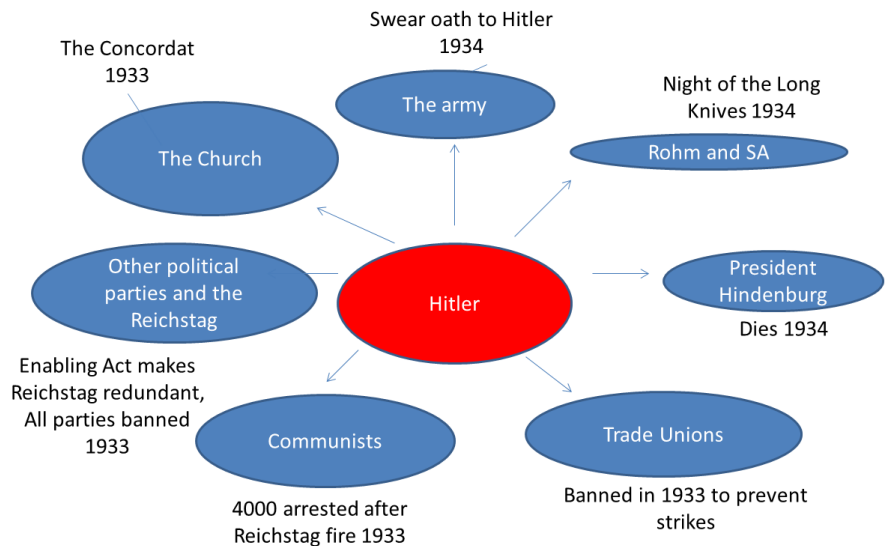 Swear oath to Hitler
1934
The army
The Concordat
1933
The Church
Night of the Long
Knives 1934
Rohm and SA
Other political
parties and the
Reichstag
Hitler
President
Hindenburg
Dies 1934
Enabling Act makes
Reichstag redundant,
All parties banned
1933
Communists
4000 arrested after
Reichstag fire 1933
Trade Unions
Banned in 1933 to prevent
strikes